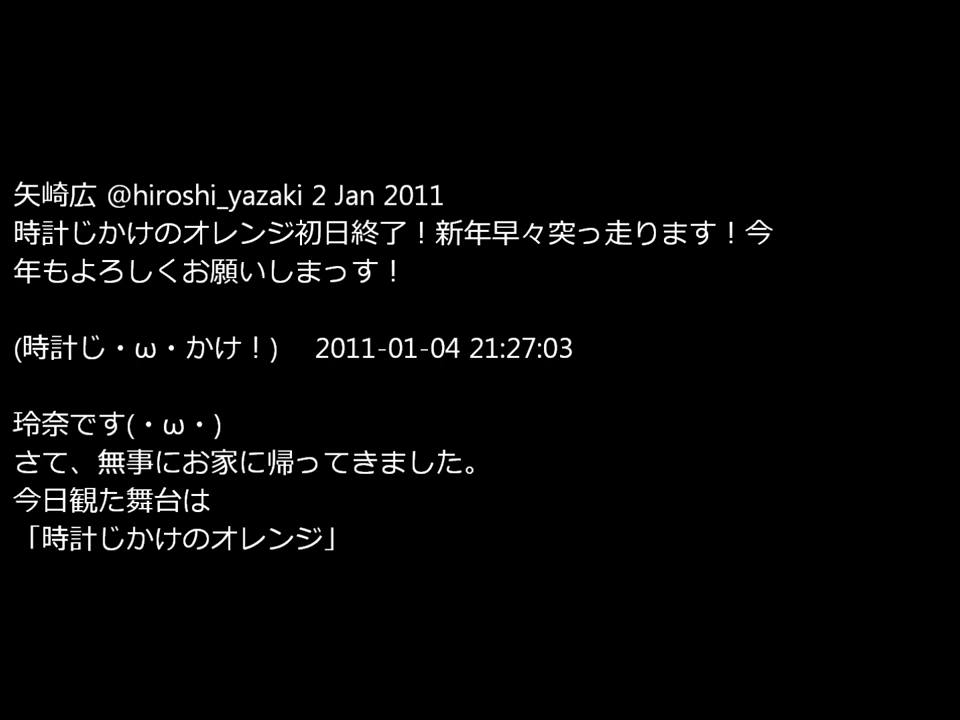 矢崎広 @hiroshi_yazaki 2 Jan 2011
時計じかけのオレンジ初日終了！新年早々突っ走ります！今
年もよろしくお願いしまっす！
(時計じ・ω・かけ！)　2011-01-04 21:27:03
玲奈です(・ω・)
さて、無事にお家に帰ってきました。
今日観た舞台は
「時計じかけのオレンジ」